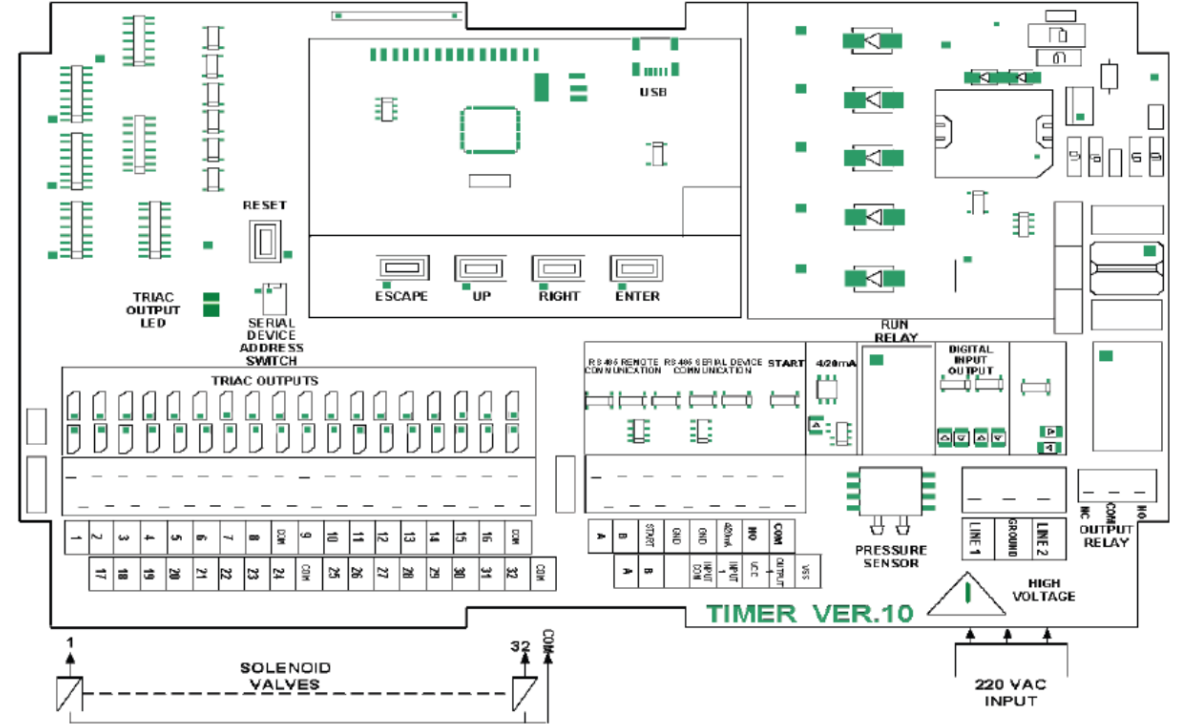 USB
RESET
ESCAPE
UP
RIGHT
ENTER
TRIAC
OUTPUT
LED
SERIAL
DEVICE
ADDRESS
SWITCH
RUN
RELAY
TRIAC OUTPUTS
RS 485 REMOTE
COMMUNICATION
RS 485 SERIAL DEVICE
COMMUNICATION
START
4/20mA
DIGITAL
INPUT
OUTPUT
1 2 3 4 5 6 7 8 COM 9 10 11 12 13 14 15 16 COM
17 18 19 20 21 22 23 24 COM 25 26 27 28 29 30 31 32 COM
A B START GND GND 420mA NO COM
A B INPUT COM INPUT 1 VCC OUTPUT 1 VSS
PRESSURE
SENSOR
LINE 1
GROUND
LINE 2
NC
COM
NO
OUTPUT
RELAY
TIMER VER.10
HIGH
VOLTAGE
1
32
COM
SOLENOID
VALVES
220 VAC
INPUT